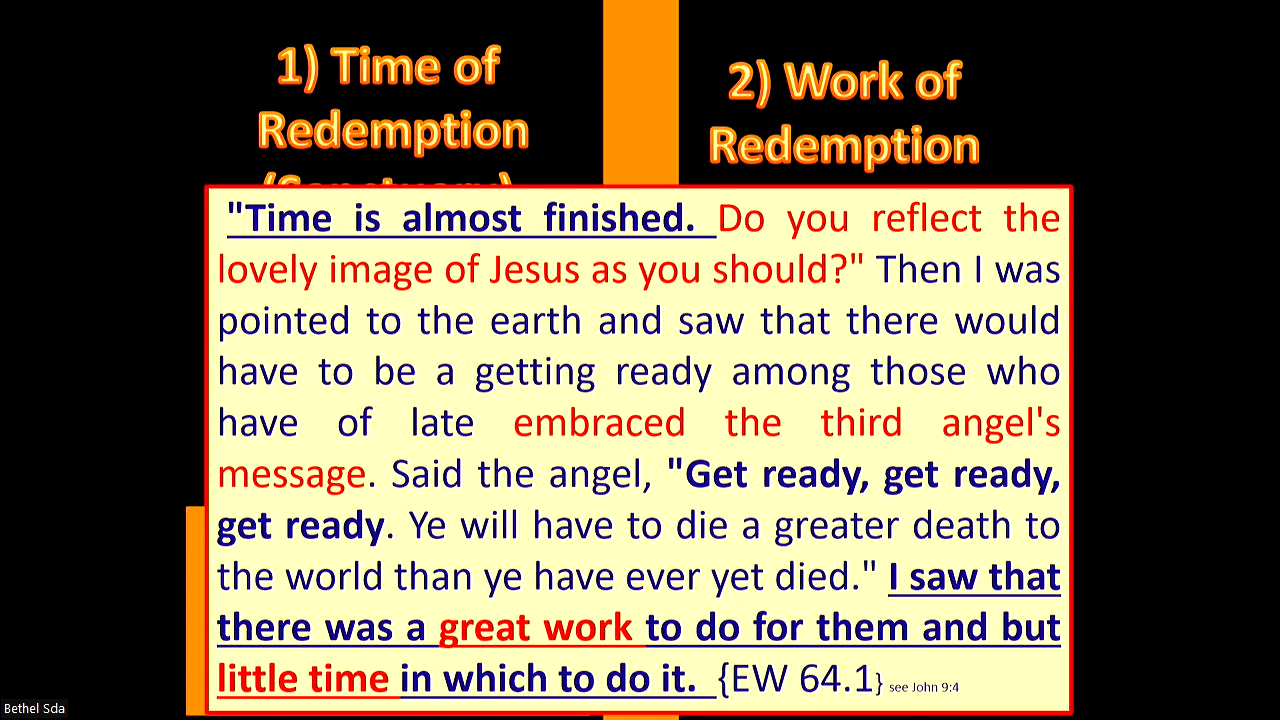 1) Time of
Redemption
(Sanctuary)
2) Work of
Redemption
"Time is almost finished. Do you reflect the
lovely image of Jesus as you should?" Then I was
pointed to the earth and saw that there would
have to be a getting ready among those who
have of late embraced the third angel's
message. Said the angel, "Get ready, get ready,
get ready. Ye will have to die a greater death to
the world than ye have ever yet died." I saw that
there was a great work to do for them and but
little time in which to do it. {EW 64.1} see John 9:4
Bethel Sda